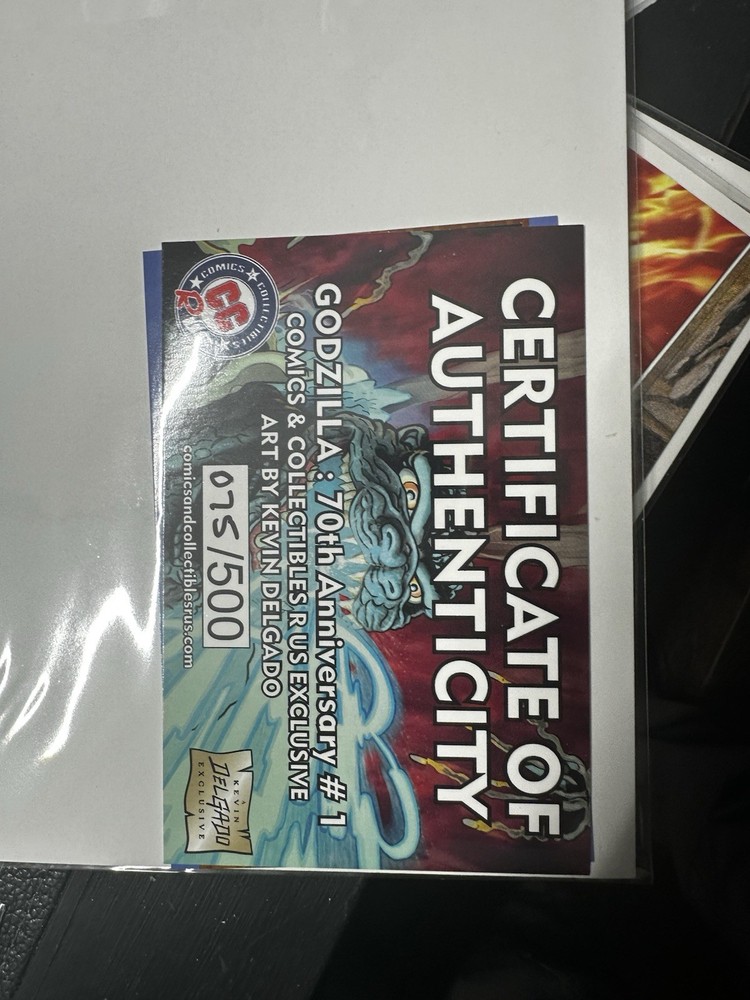 CERTIFICATE OF
AUTHENTICITY
GODZILLA : 70th Anniversary # 1
COMICS & COLLECTIBLES R US EXCLUSIVE
ART BY KEVIN DELGADO
075/500
comicsandcollectiblesrus.com
COMICS COLLECTIBLES
CC
R
A
KEVIN
DELGADO
EXCLUSIVE